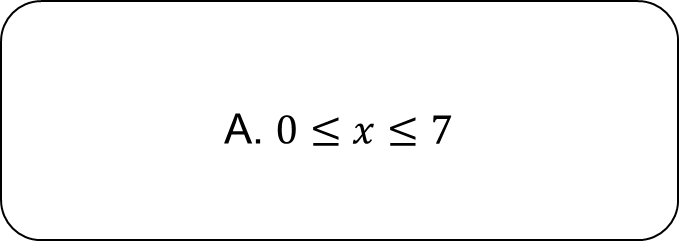 A. 0 ≤ x ≤ 7